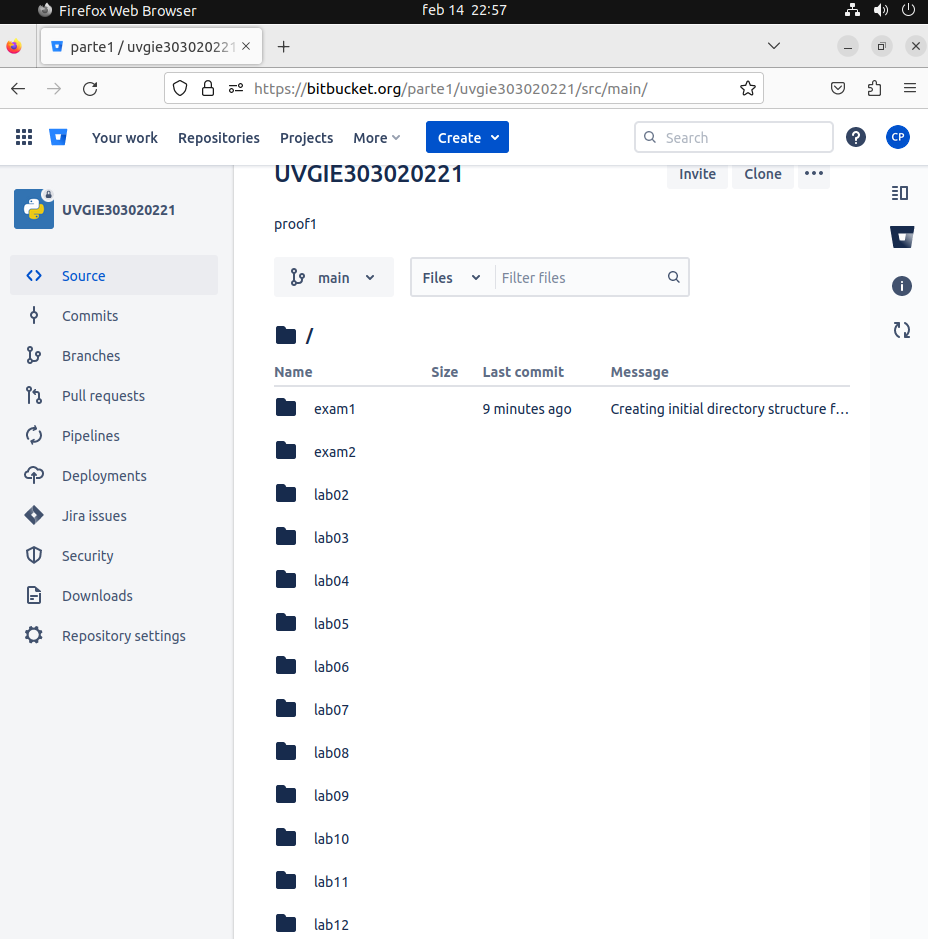 Firefox Web Browser feb 14 22:57
parte1 / uvgie303020221
https://bitbucket.org/parte1/uvgie303020221/src/main/
Your work Repositories Projects More Create Search ? CP
UVGIE303020221
Source
Commits
Branches
Pull requests
Pipelines
Deployments
Jira issues
Security
Downloads
Repository settings
UVGIE303020221 Invite Clone
proof1
main Files Filter files
/
Name Size Last commit Message
exam1 9 minutes ago Creating initial directory structure f...
exam2
lab02
lab03
lab04
lab05
lab06
lab07
lab08
lab09
lab10
lab11
lab12